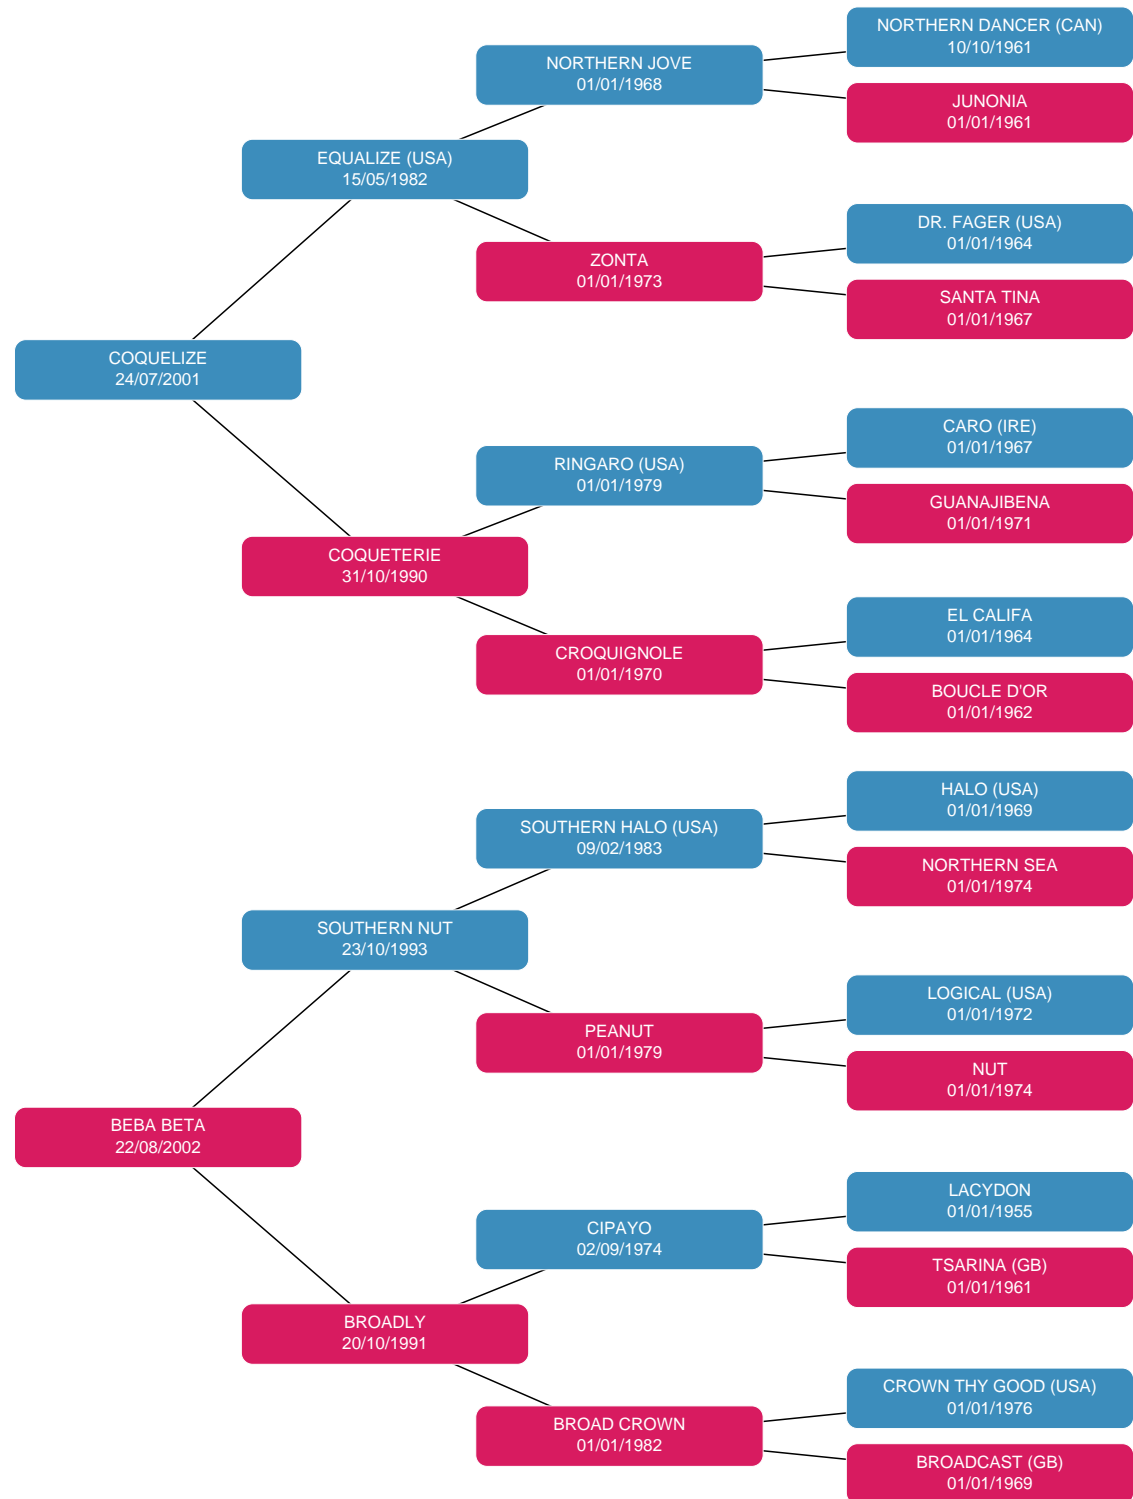 NORTHERN DANCER (CAN)
10/10/1961
NORTHERN JOVE
01/01/1968
JUNONIA
01/01/1961
EQUALIZE (USA)
15/05/1982
DR. FAGER (USA)
01/01/1964
ZONTA
01/01/1973
SANTA TINA
01/01/1967
COQUELIZE
24/07/2001
CARO (IRE)
01/01/1967
RINGARO (USA)
01/01/1979
GUANAJIBENA
01/01/1971
COQUETERIE
31/10/1990
EL CALIFA
01/01/1964
CROQUIGNOLE
01/01/1970
BOUCLE D'OR
01/01/1962
HALO (USA)
01/01/1969
SOUTHERN HALO (USA)
09/02/1983
NORTHERN SEA
01/01/1974
SOUTHERN NUT
23/10/1993
LOGICAL (USA)
01/01/1972
PEANUT
01/01/1979
NUT
01/01/1974
BEBA BETA
22/08/2002
LACYDON
01/01/1955
CIPAYO
02/09/1974
TSARINA (GB)
01/01/1961
BROADLY
20/10/1991
CROWN THY GOOD (USA)
01/01/1976
BROAD CROWN
01/01/1982
BROADCAST (GB)
01/01/1969